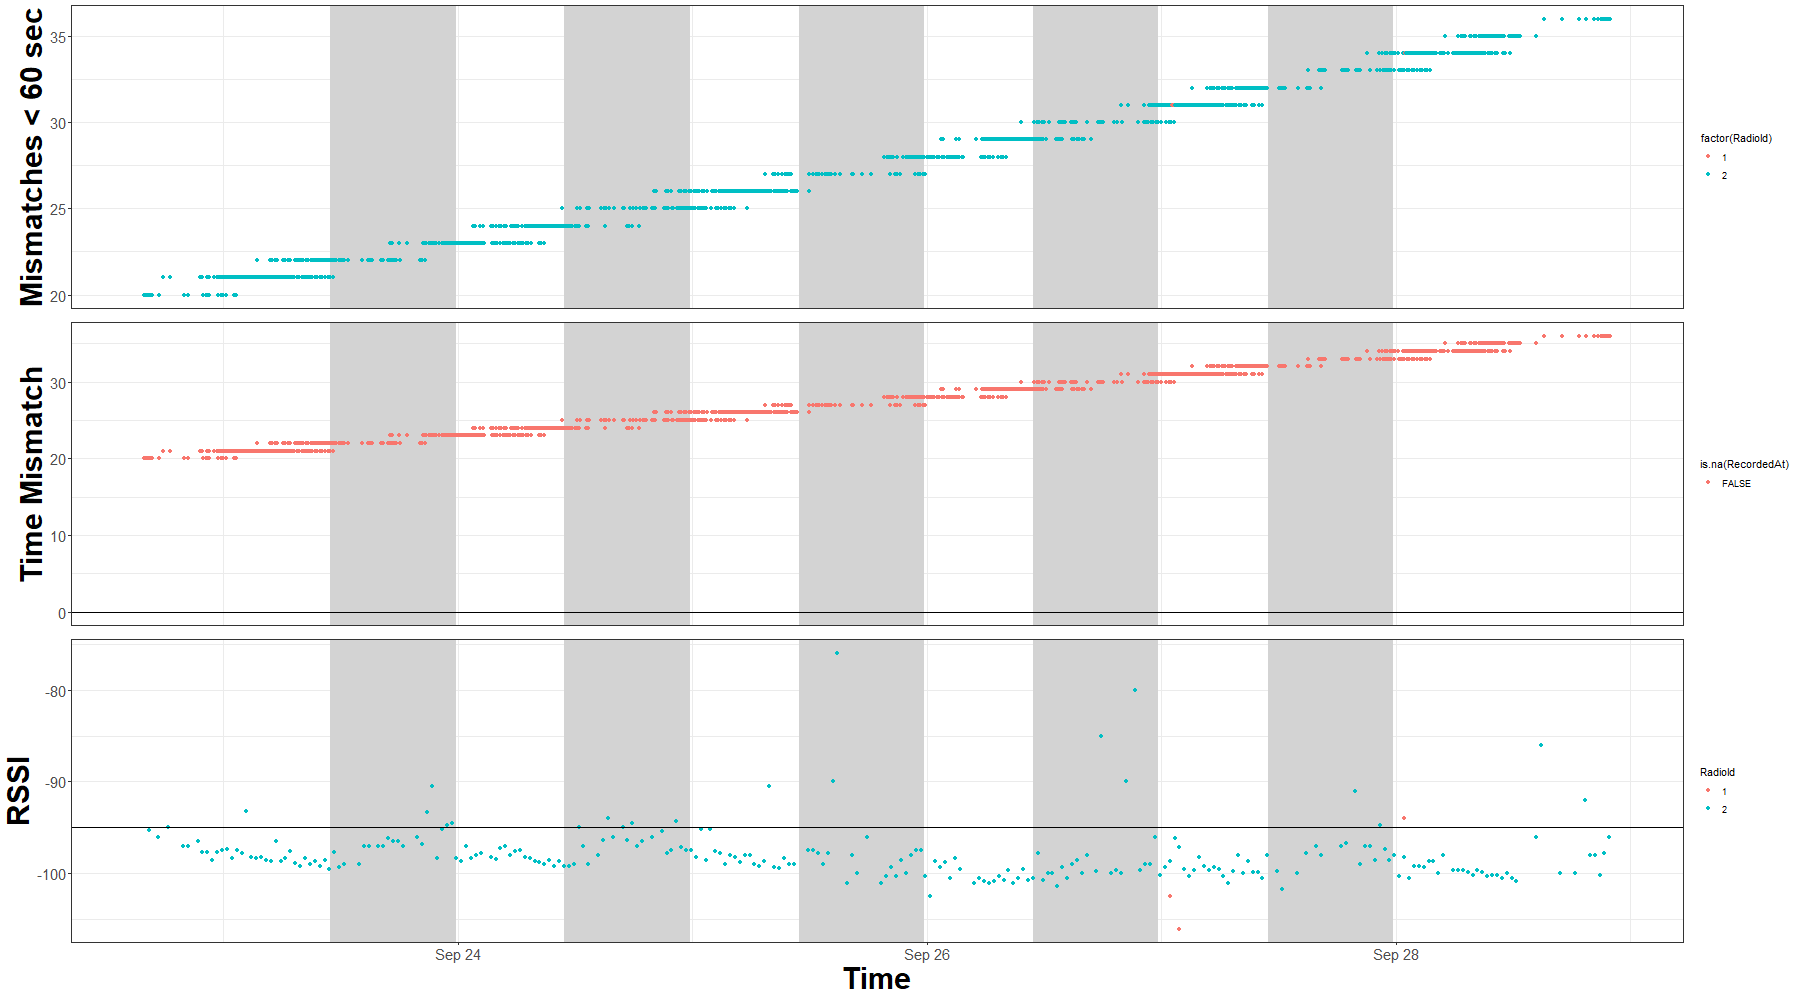 Mismatches < 60 sec
35
30
25
20
factor(RadioId)
1
2
Time Mismatch
30
20
10
0
is.na(RecordedAt)
FALSE
RSSI
-80
-90
-100
RadioId
1
2
Sep 24
Sep 26
Sep 28
Time